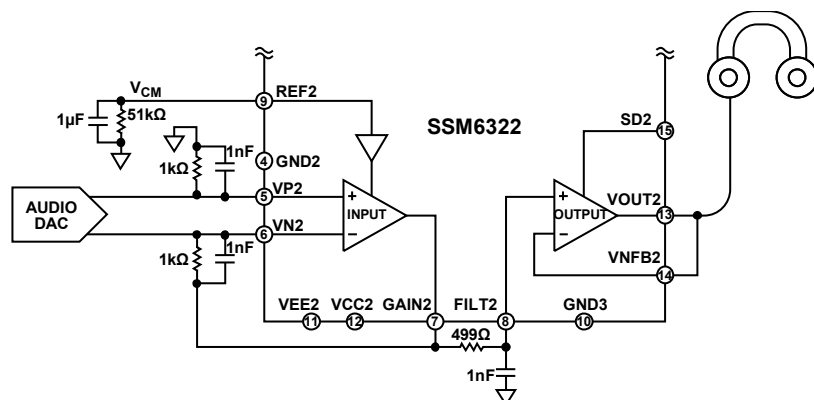 V_CM
REF2
9
1µF
51kΩ
SSM6322
SD2
15
4
GND2
1kΩ
1nF
AUDIO
DAC
VP2
5
+
INPUT
−
VN2
6
1kΩ
1nF
+
OUTPUT
−
VOUT2
13
VNFB2
14
VEE2
11
VCC2
12
GAIN2
7
FILT2
8
GND3
10
499Ω
1nF